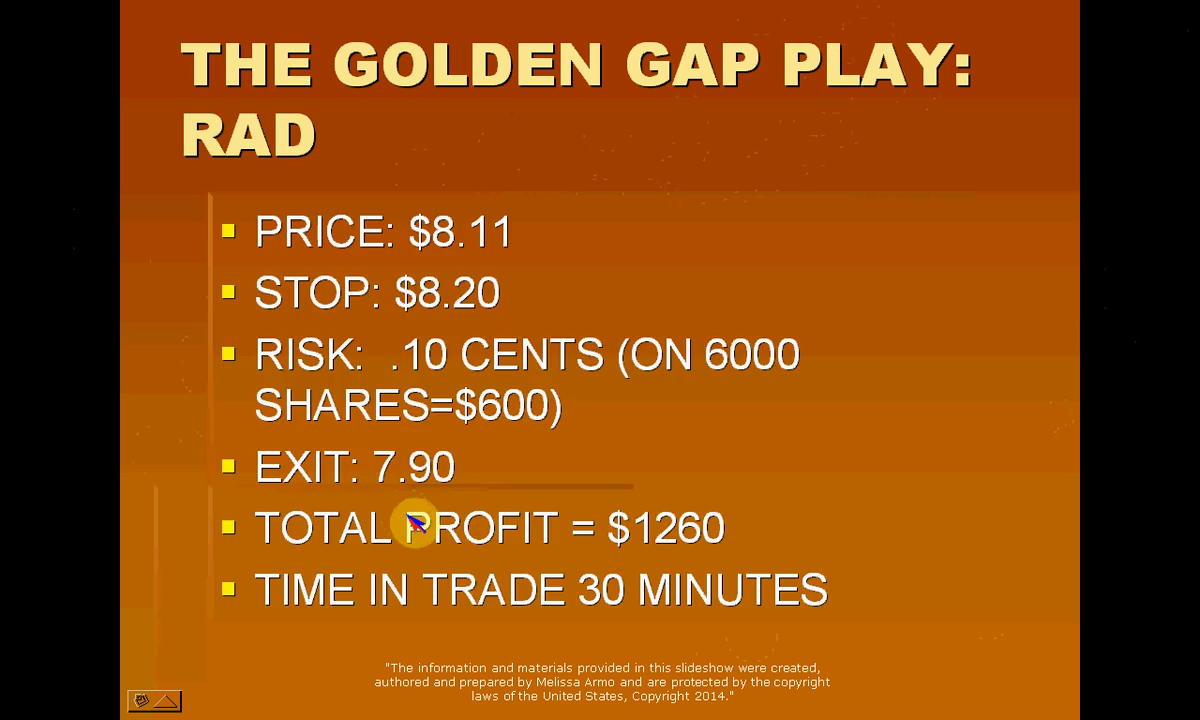 THE GOLDEN GAP PLAY:
RAD
PRICE: $8.11
STOP: $8.20
RISK:  .10 CENTS (ON 6000
SHARES=$600)
EXIT: 7.90
TOTAL PROFIT = $1260
TIME IN TRADE 30 MINUTES
"The information and materials provided in this slideshow were created,
authored and prepared by Melissa Armo and are protected by the copyright
laws of the United States, Copyright 2014."